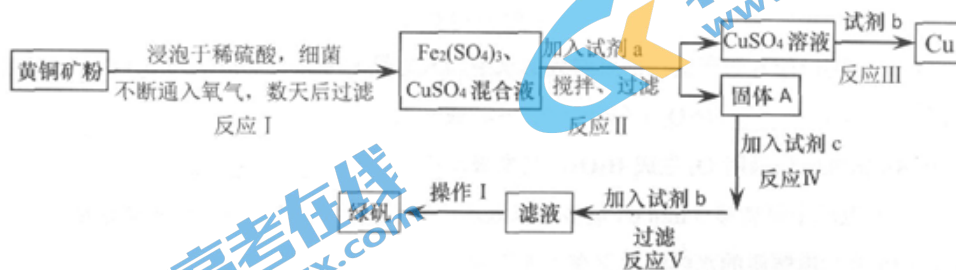 黄铜矿粉
浸泡于稀硫酸，细菌
不断通入氧气，数天后过滤
反应Ⅰ
Fe₂(SO₄)₃、
CuSO₄混合液
加入试剂a
搅拌、过滤
反应Ⅱ
CuSO₄溶液
试剂b
反应Ⅲ
Cu
固体A
加入试剂c
反应Ⅳ
加入试剂b
过滤
反应Ⅴ
滤液
操作Ⅰ
绿矾
高考在线
x.com